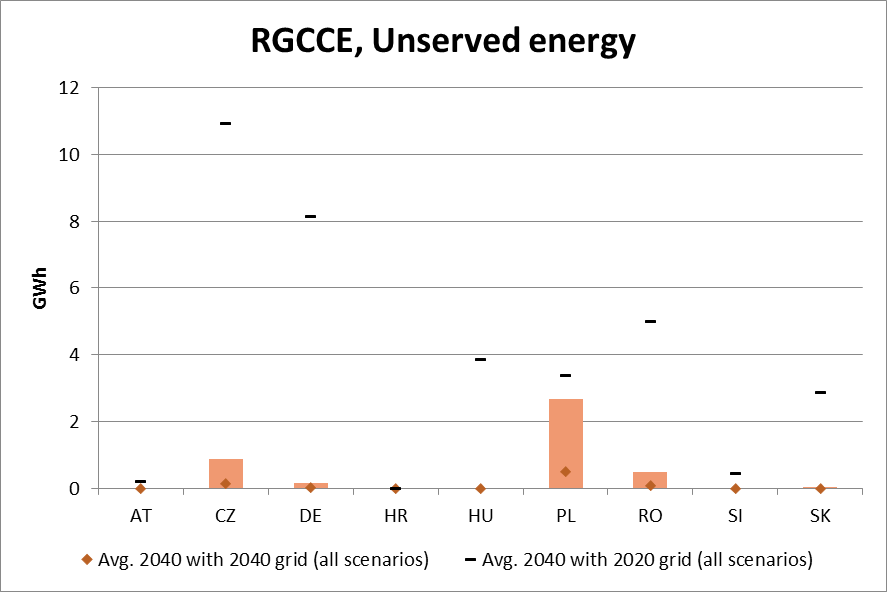 RGCCE, Unserved energy
GWh
12
10
8
6
4
2
0
AT CZ DE HR HU PL RO SI SK
Avg. 2040 with 2040 grid (all scenarios) Avg. 2040 with 2020 grid (all scenarios)